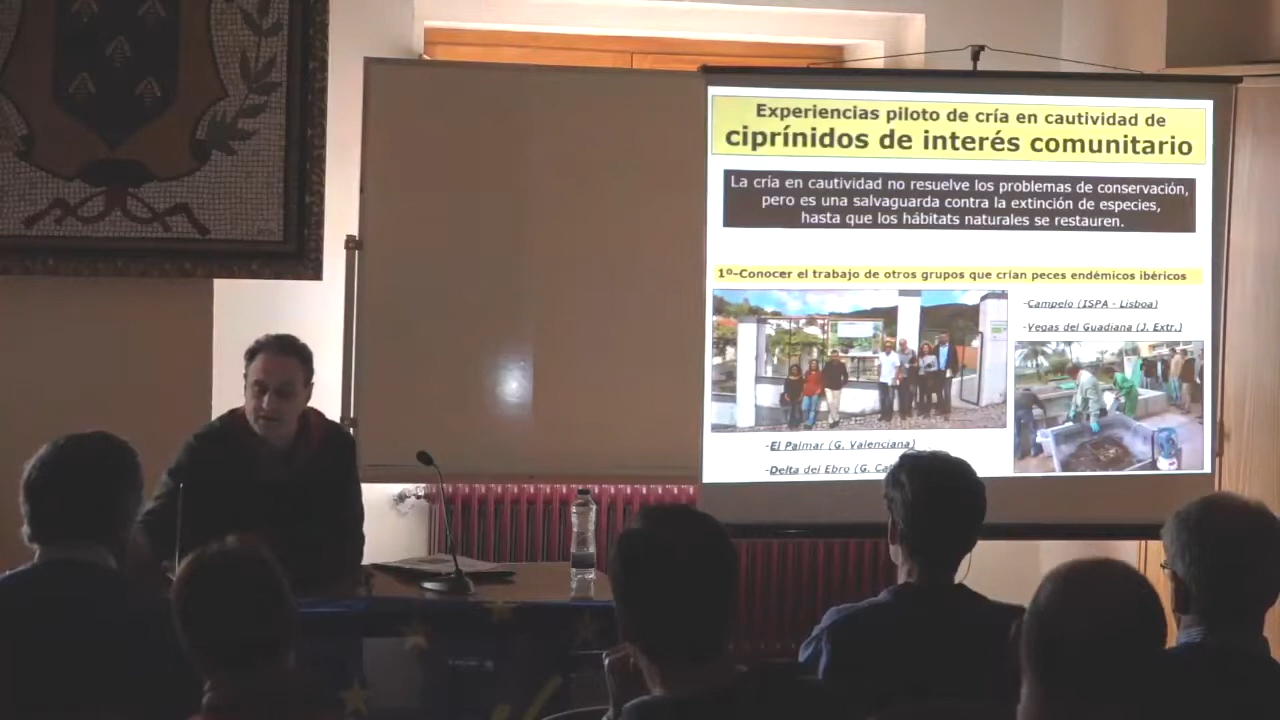 Experiencias piloto de cría en cautividad de
ciprínidos de interés comunitario
La cría en cautividad no resuelve los problemas de conservación,
pero es una salvaguarda contra la extinción de especies,
hasta que los hábitats naturales se restauren.
1º-Conocer el trabajo de otros grupos que crían peces endémicos ibéricos
-Campelo (ISPA - Lisboa)
-Vegas del Guadiana (J. Extr.)
-El Palmar (G. Valenciana)
-Delta del Ebro (G. Cat